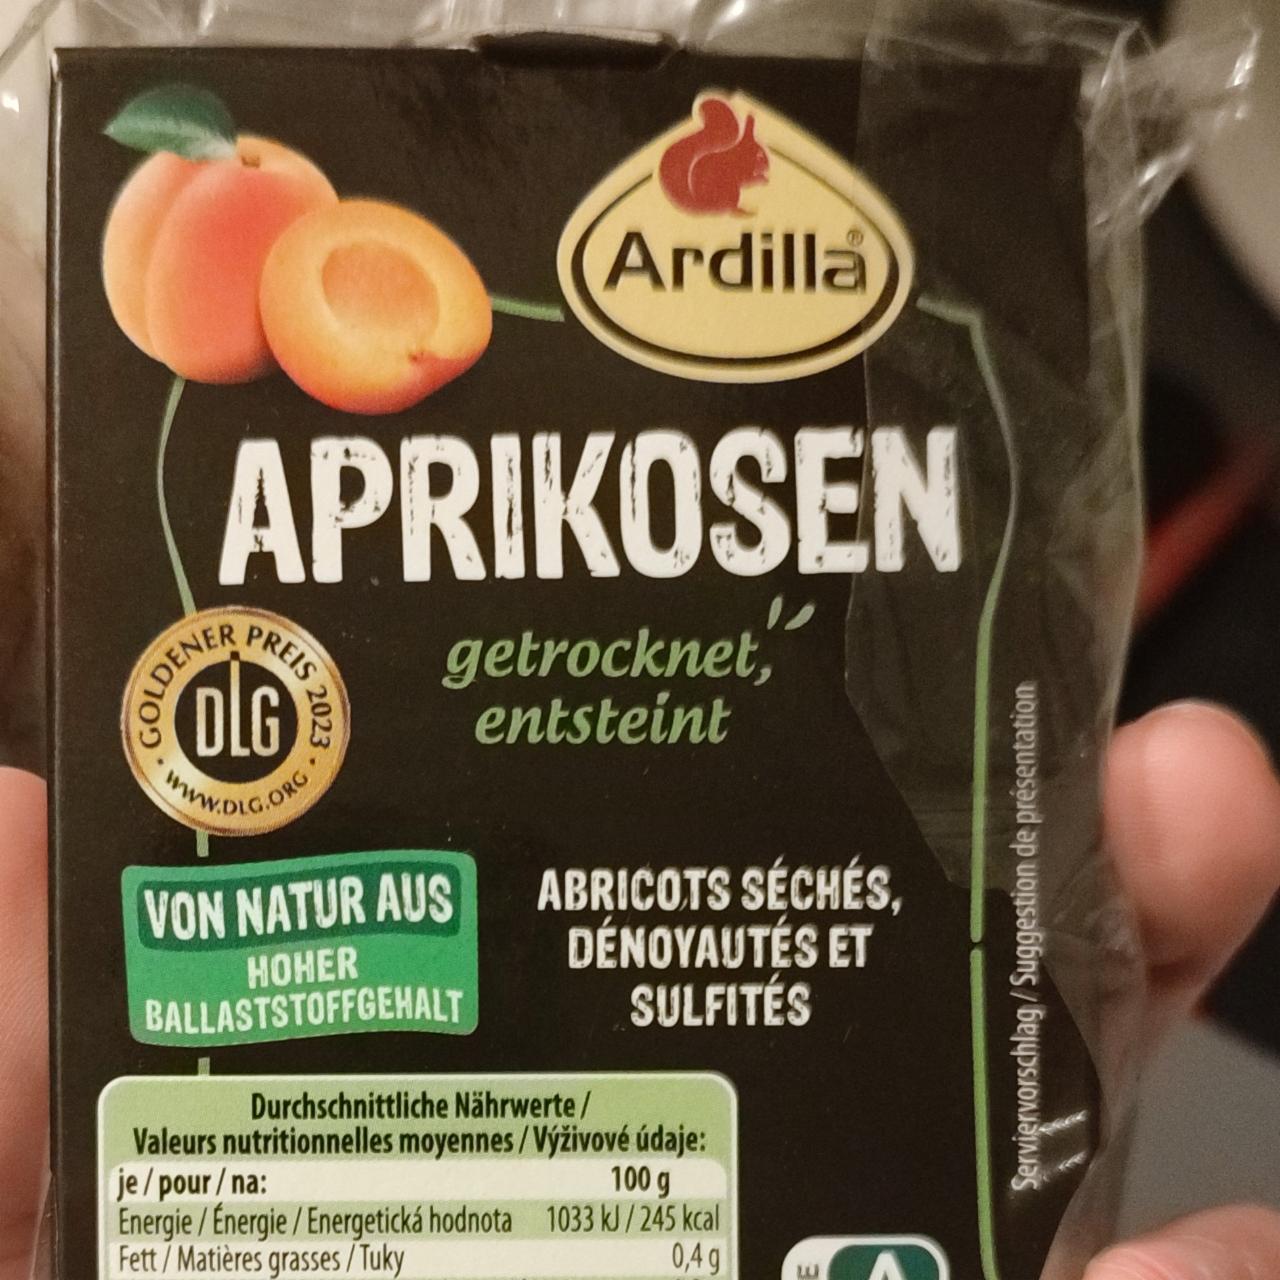 Ardilla®
APRIKOSEN
getrocknet,
entsteint
GOLDENER PREIS 2023
DLG
WWW.DLG.ORG
VON NATUR AUS
HOHER
BALLASTSTOFFGEHALT
ABRICOTS SÉCHÉS,
DÉNOYAUTÉS ET
SULFITÉS
Serviervorschlag / Suggestion de présentation
Durchschnittliche Nährwerte /
Valeurs nutritionnelles moyennes / Výživové údaje:
je / pour / na: 100 g
Energie / Énergie / Energetická hodnota 1033 kJ / 245 kcal
Fett / Matières grasses / Tuky 0,4 g
A